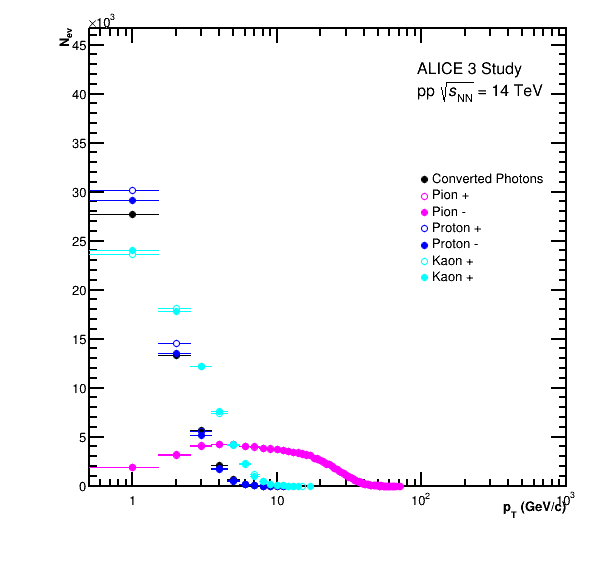 ×10³
N_ev
45
40
35
30
25
20
15
10
5
0
ALICE 3 Study
pp √s_NN = 14 TeV
Converted Photons
Pion +
Pion -
Proton +
Proton -
Kaon +
Kaon +
1
10
10²
10³
p_T (GeV/c)